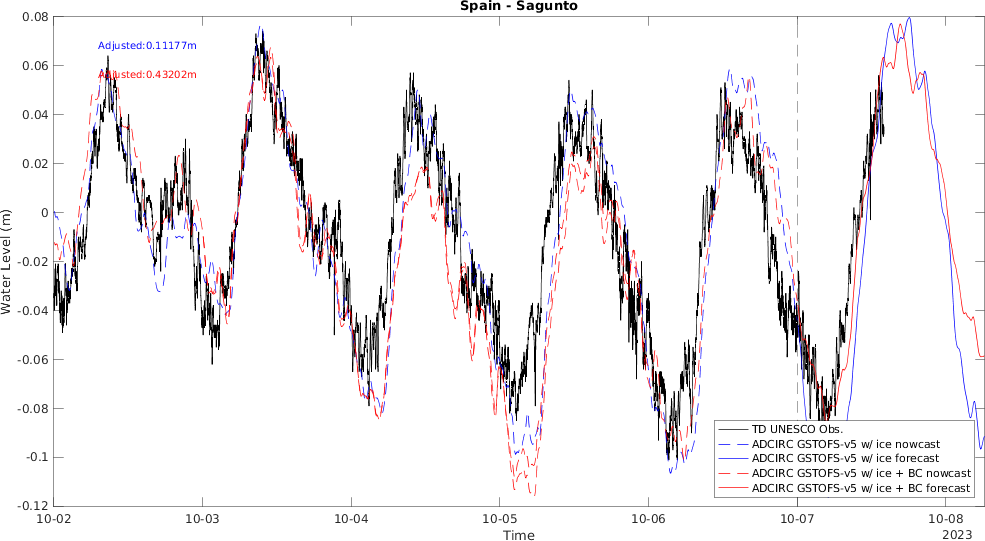 Spain - Sagunto
0.08
0.06
0.04
0.02
0
-0.02
-0.04
-0.06
-0.08
-0.1
-0.12
Water Level (m)
Adjusted:0.11177m
Adjusted:0.43202m
TD UNESCO Obs.
ADCIRC GSTOFS-v5 w/ ice nowcast
ADCIRC GSTOFS-v5 w/ ice forecast
ADCIRC GSTOFS-v5 w/ ice + BC nowcast
ADCIRC GSTOFS-v5 w/ ice + BC forecast
10-02 10-03 10-04 10-05 10-06 10-07 10-08
Time
2023